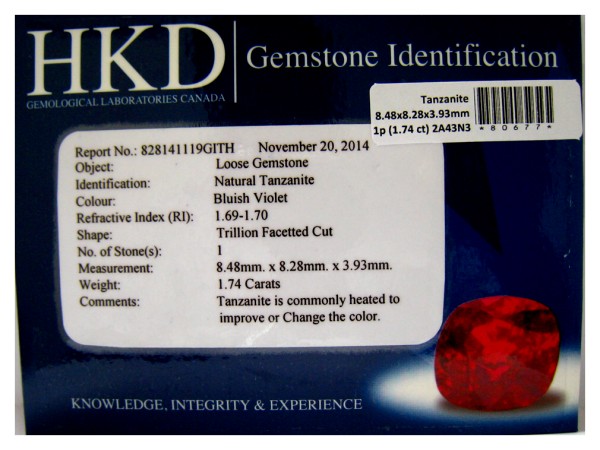 HKD
GEMOLOGICAL LABORATORIES CANADA
Gemstone Identification
Tanzanite
8.48x8.28x3.93mm
1p (1.74 ct) 2A43N3
*80677*
Report No.: 828141119GITH November 20, 2014
Object: Loose Gemstone
Identification: Natural Tanzanite
Colour: Bluish Violet
Refractive Index (RI): 1.69-1.70
Shape: Trillion Facetted Cut
No. of Stone(s): 1
Measurement: 8.48mm. x 8.28mm. x 3.93mm.
Weight: 1.74 Carats
Comments: Tanzanite is commonly heated to
improve or Change the color.
KNOWLEDGE, INTEGRITY & EXPERIENCE